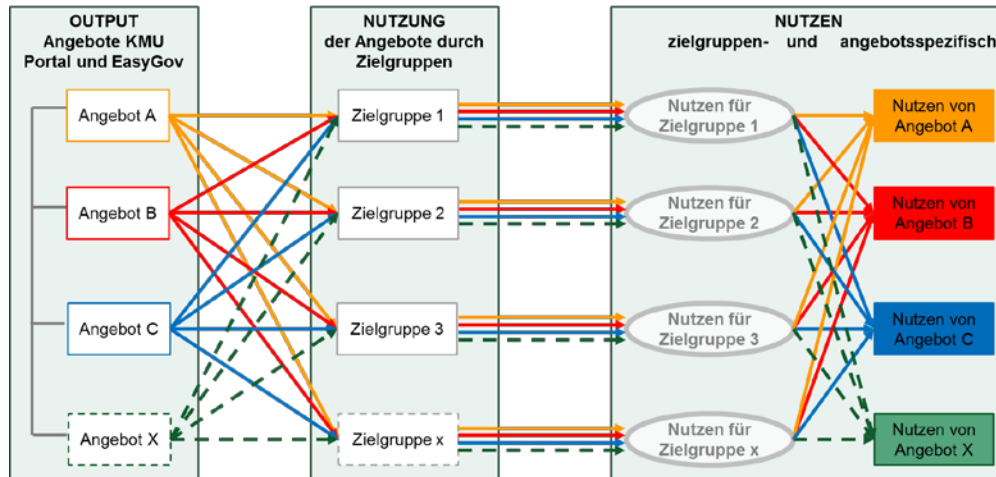 OUTPUT
Angebote KMU
Portal und EasyGov
Angebot A
Angebot B
Angebot C
Angebot X
NUTZUNG
der Angebote durch
Zielgruppen
Zielgruppe 1
Zielgruppe 2
Zielgruppe 3
Zielgruppe x
NUTZEN
zielgruppen- und angebotsspezifisch
Nutzen für
Zielgruppe 1
Nutzen für
Zielgruppe 2
Nutzen für
Zielgruppe 3
Nutzen für
Zielgruppe x
Nutzen von
Angebot A
Nutzen von
Angebot B
Nutzen von
Angebot C
Nutzen von
Angebot X